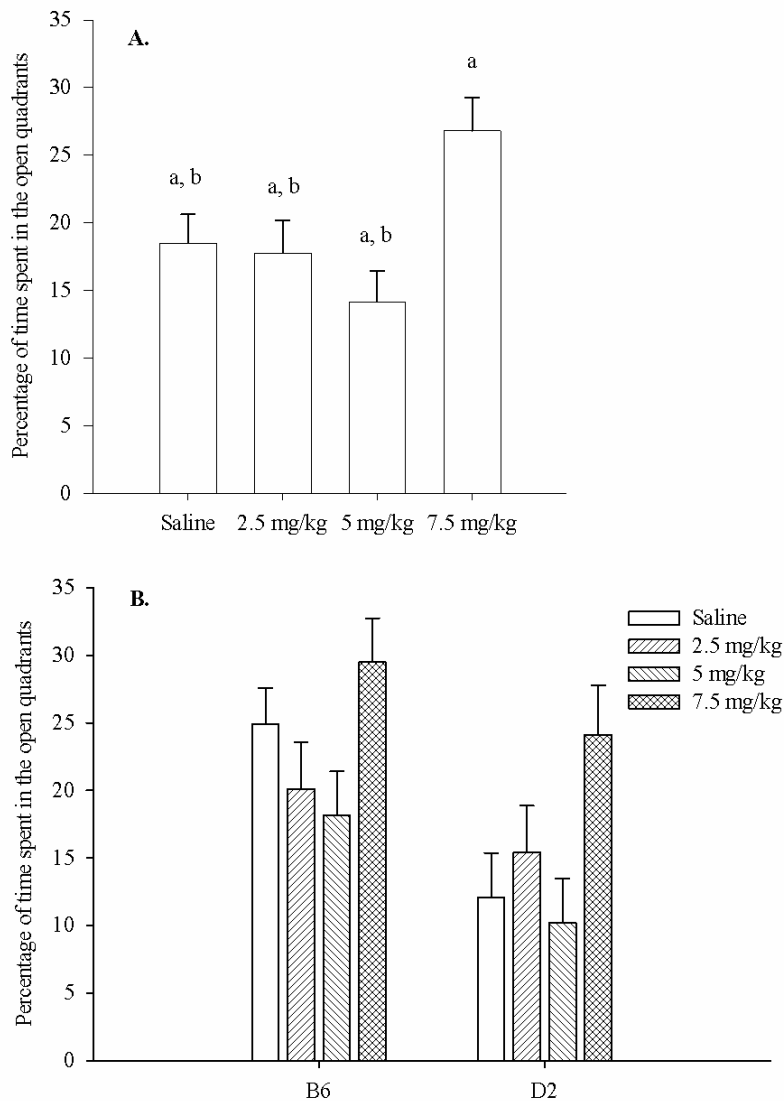 35
A.
30
25
20
15
10
5
0
Percentage of time spent in the open quadrants
a, b
a, b
a, b
a
Saline
2.5 mg/kg
5 mg/kg
7.5 mg/kg
35
B.
30
25
20
15
10
5
0
Percentage of time spent in the open quadrants
Saline
2.5 mg/kg
5 mg/kg
7.5 mg/kg
B6
D2